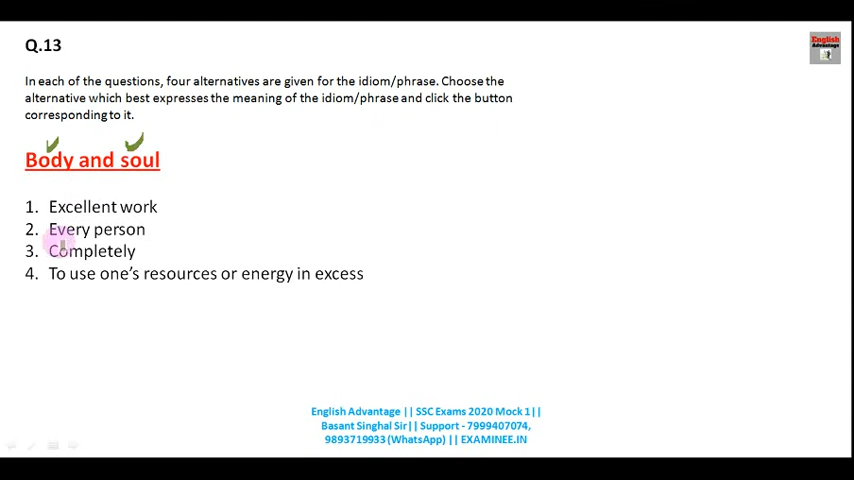 Q.13
English
Advantage
In each of the questions, four alternatives are given for the idiom/phrase. Choose the
alternative which best expresses the meaning of the idiom/phrase and click the button
corresponding to it.
Body and soul
1. Excellent work
2. Every person
3. Completely
4. To use one's resources or energy in excess
English Advantage || SSC Exams 2020 Mock 1||
Basant Singhal Sir|| Support - 7999407074,
9893719933 (WhatsApp) || EXAMINEE.IN